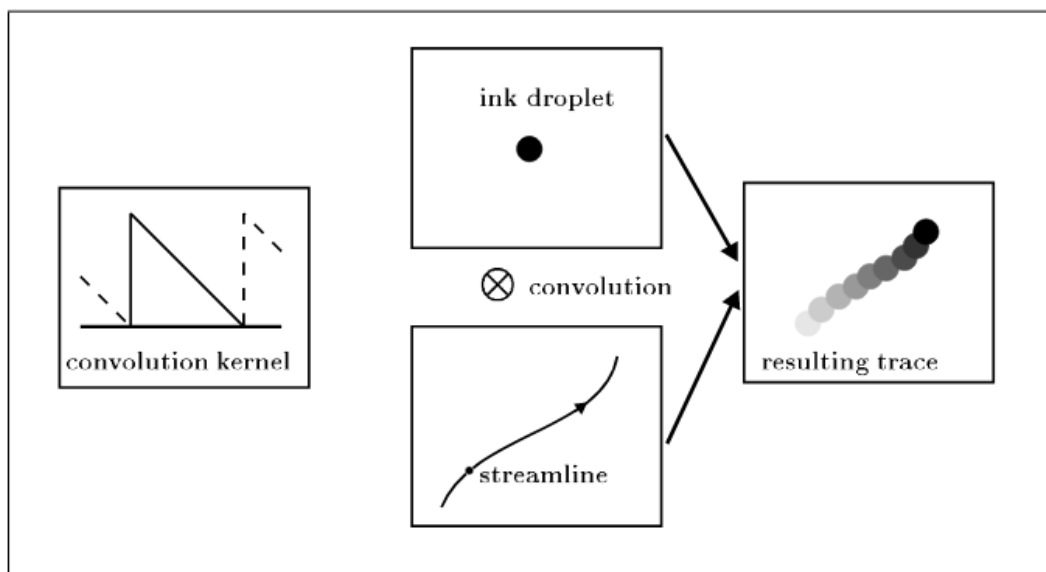 ink droplet
convolution kernel
convolution
resulting trace
streamline